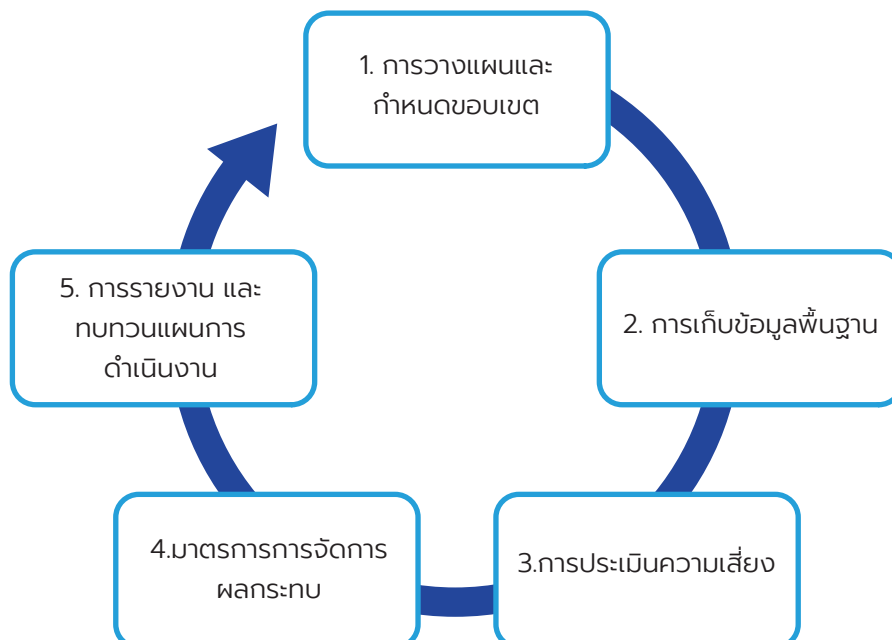 1. การวางแผนและ
กำหนดขอบเขต
2. การเก็บข้อมูลพื้นฐาน
3.การประเมินความเสี่ยง
4.มาตรการการจัดการ
ผลกระทบ
5. การรายงาน และ
ทบทวนแผนการ
ดำเนินงาน